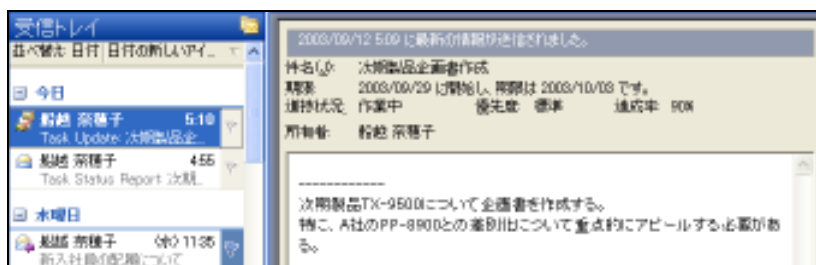 受信トレイ
並べ替え: 日付 日付の新しいアイ...
今日
船越 奈穂子 5:10
Task Update: 次期製品企...
船越 奈穂子 4:55
Task Status Report: 次期...
水曜日
船越 奈穂子 (水) 11:35
新入社員の配属について
2003/09/12 5:09 に最新の情報が送信されました。
件名(J): 次期製品企画書作成
期限: 2003/09/29 に開始し、期限は 2003/10/03 です。
進捗状況: 作業中 優先度: 標準 達成率: 90%
所有者: 船越 奈穂子
------------
次期製品TX-9500について企画書を作成する。
特に、A社のPP-8900との差別化について重点的にアピールする必要があ
る。